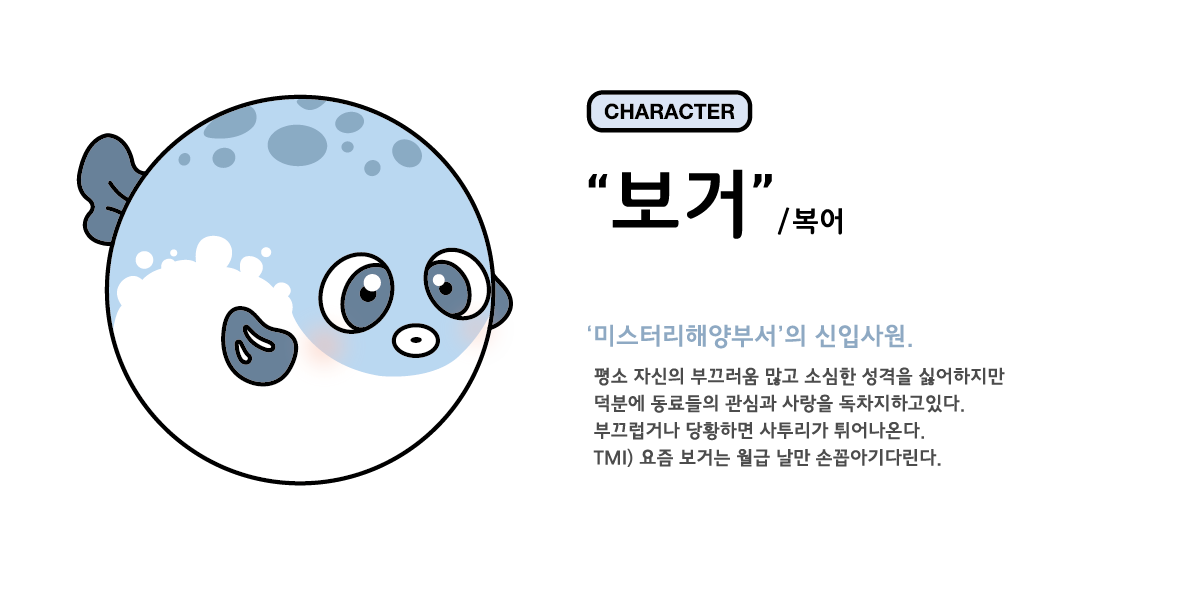 CHARACTER
“보거” /복어
‘미스터리해양부서’의 신입사원.
평소 자신의 부끄러움 많고 소심한 성격을 싫어하지만
덕분에 동료들의 관심과 사랑을 독차지하고있다.
부끄럽거나 당황하면 사투리가 튀어나온다.
TMI) 요즘 보거는 월급 날만 손꼽아기다린다.